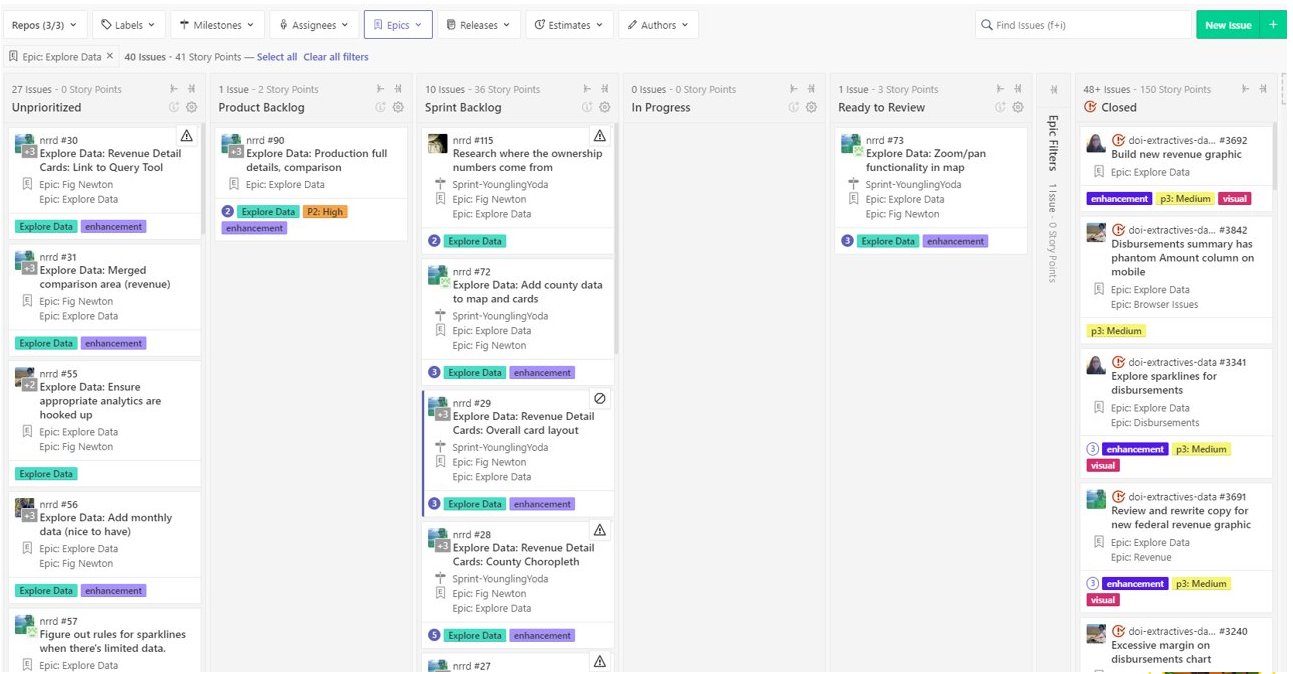 Repos (3/3)
Labels
Milestones
Assignees
Epics
Releases
Estimates
Authors
Find Issues (f+i)
New Issue
+
Epic: Explore Data ×
40 Issues - 41 Story Points — Select all Clear all filters
27 Issues - 0 Story Points
Unprioritized
nrrd #30
+3
Explore Data: Revenue Detail
Cards: Link to Query Tool
Epic: Fig Newton
Epic: Explore Data
Explore Data enhancement
nrrd #31
+3
Explore Data: Merged
comparison area (revenue)
Epic: Fig Newton
Epic: Explore Data
Explore Data enhancement
nrrd #55
+2
Explore Data: Ensure
appropriate analytics are
hooked up
Epic: Explore Data
Epic: Fig Newton
Explore Data
nrrd #56
+3
Explore Data: Add monthly
data (nice to have)
Epic: Explore Data
Epic: Fig Newton
Explore Data enhancement
nrrd #57
Figure out rules for sparklines
when there's limited data.
Epic: Explore Data
1 Issue - 2 Story Points
Product Backlog
nrrd #90
+3
Explore Data: Production full
details, comparison
Epic: Explore Data
2 Explore Data P2: High
enhancement
10 Issues - 36 Story Points
Sprint Backlog
nrrd #115
Research where the ownership
numbers come from
Sprint-YounglingYoda
Epic: Fig Newton
Epic: Explore Data
2 Explore Data
nrrd #72
Explore Data: Add county data
to map and cards
Sprint-YounglingYoda
Epic: Explore Data
Epic: Fig Newton
3 Explore Data enhancement
nrrd #29
+3
Explore Data: Revenue Detail
Cards: Overall card layout
Sprint-YounglingYoda
Epic: Fig Newton
Epic: Explore Data
3 Explore Data enhancement
nrrd #28
+3
Explore Data: Revenue Detail
Cards: County Choropleth
Sprint-YounglingYoda
Epic: Fig Newton
Epic: Explore Data
5 Explore Data enhancement
nrrd #27
0 Issues - 0 Story Points
In Progress
1 Issue - 3 Story Points
Ready to Review
nrrd #73
Explore Data: Zoom/pan
functionality in map
Sprint-YounglingYoda
Epic: Explore Data
Epic: Fig Newton
3 Explore Data enhancement
Epic Filters 1 Issue - 0 Story Points
48+ Issues - 150 Story Points
Closed
doi-extractives-da... #3692
Build new revenue graphic
Epic: Explore Data
enhancement p3: Medium visual
doi-extractives-da... #3842
Disbursements summary has
phantom Amount column on
mobile
Epic: Explore Data
Epic: Browser Issues
p3: Medium
doi-extractives-data #3341
Explore sparklines for
disbursements
Epic: Explore Data
Epic: Disbursements
3 enhancement p3: Medium
visual
doi-extractives-data #3691
Review and rewrite copy for
new federal revenue graphic
Epic: Explore Data
Epic: Revenue
3 enhancement p3: Medium
visual
doi-extractives-da... #3240
Excessive margin on
disbursements chart